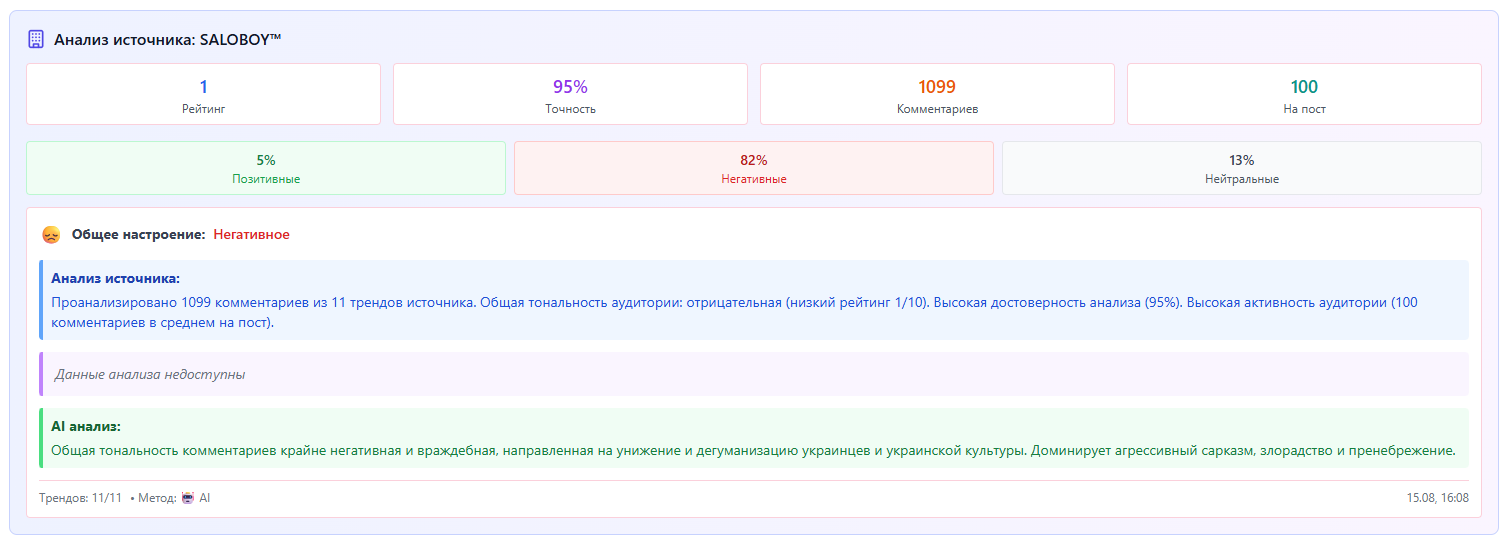 Анализ источника: SALOBOY™
1
Рейтинг
95%
Точность
1099
Комментариев
100
На пост
5%
Позитивные
82%
Негативные
13%
Нейтральные
Общее настроение: Негативное
Анализ источника:
Проанализировано 1099 комментариев из 11 трендов источника. Общая тональность аудитории: отрицательная (низкий рейтинг 1/10). Высокая достоверность анализа (95%). Высокая активность аудитории (100
комментариев в среднем на пост).
Данные анализа недоступны
AI анализ:
Общая тональность комментариев крайне негативная и враждебная, направленная на унижение и дегуманизацию украинцев и украинской культуры. Доминирует агрессивный сарказм, злорадство и пренебрежение.
Трендов: 11/11 • Метод: AI
15.08, 16:08